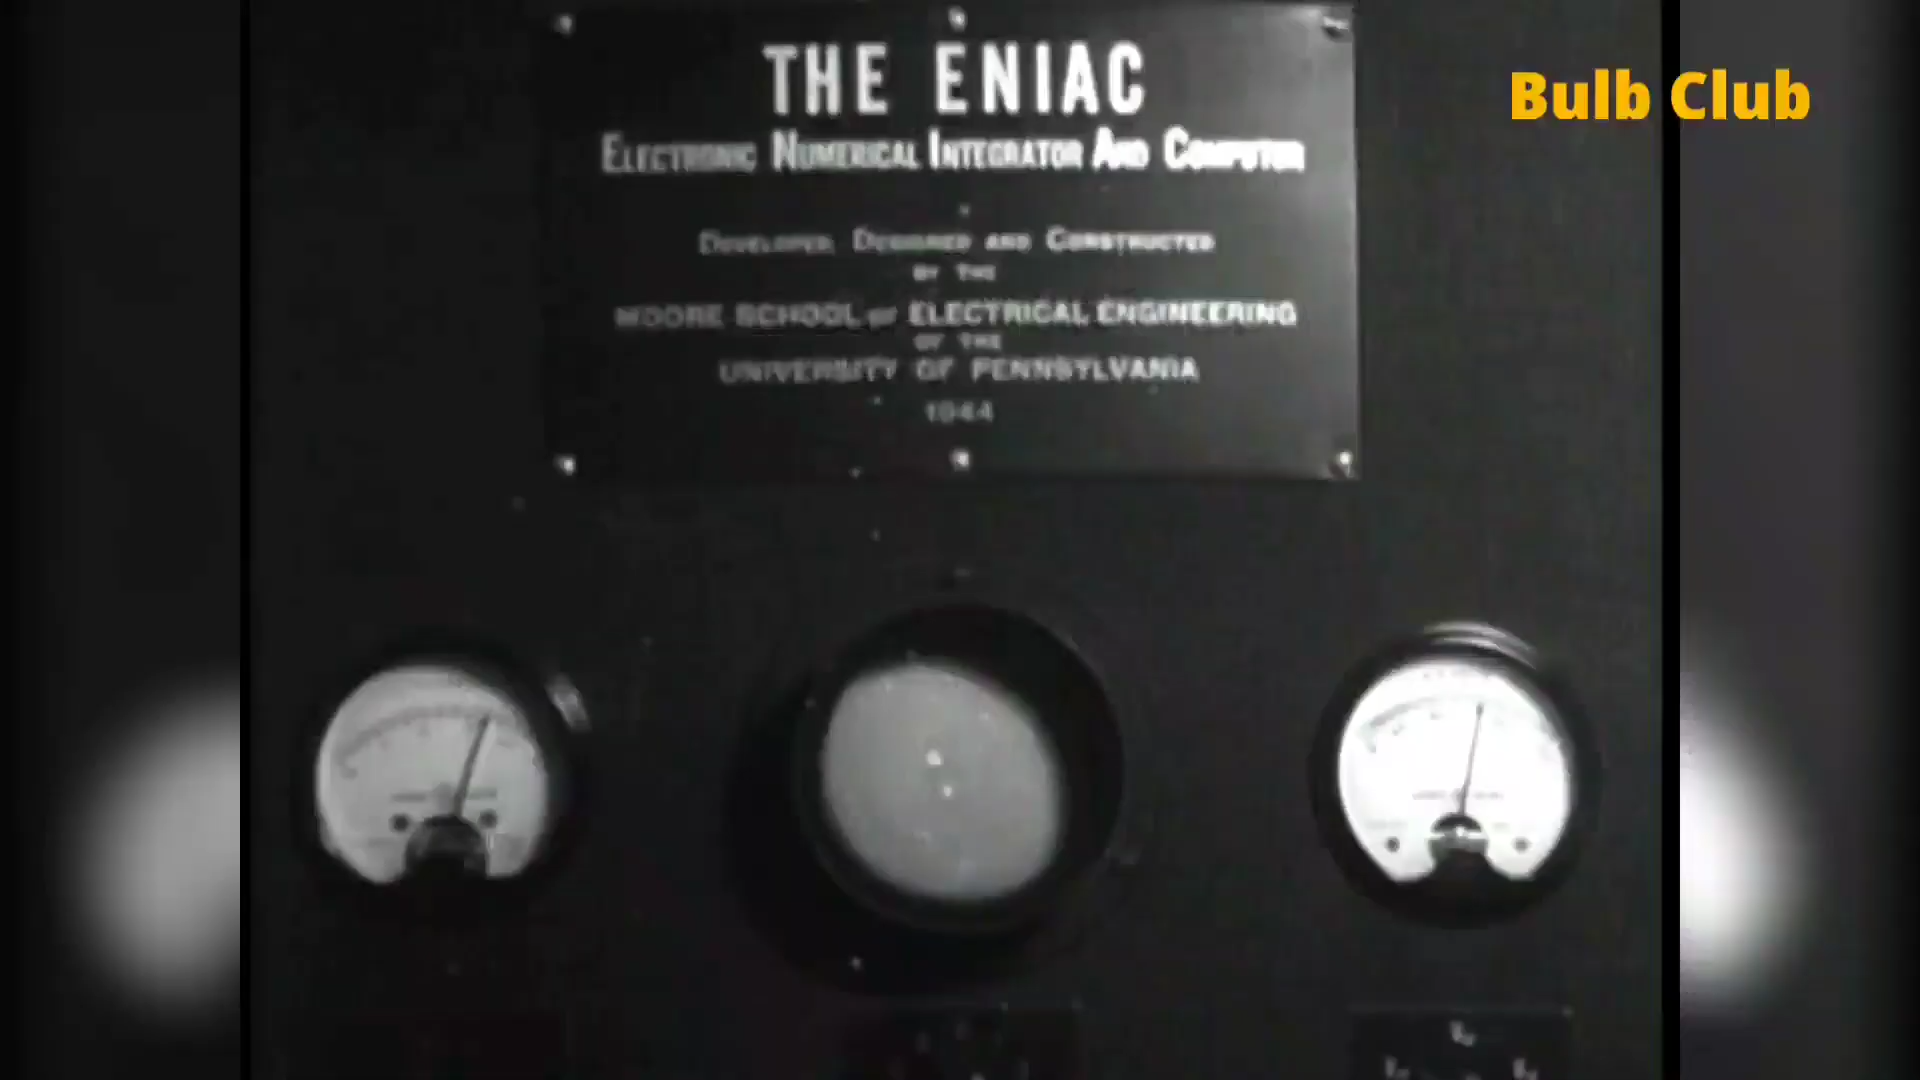 THE ENIAC
Bulb Club
ELECTRONIC NUMERICAL INTEGRATOR AND COMPUTER
DEVELOPED, DESIGNED AND CONSTRUCTED
BY THE
MOORE SCHOOL OF ELECTRICAL ENGINEERING
OF THE
UNIVERSITY OF PENNSYLVANIA
1944